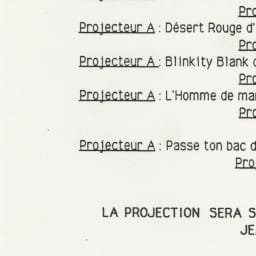 Pro
Projecteur A : Désert Rouge d'
Pro
Projecteur A : Blinkity Blank
Pro
Projecteur A : L'Homme de mar
Pro
Projecteur A : Passe ton bac d
Pro
LA PROJECTION SERA S
JE